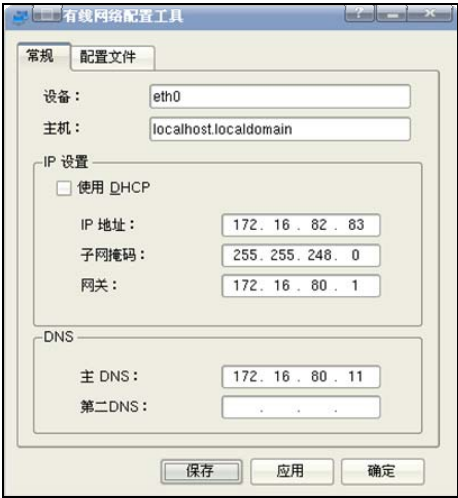 有线网络配置工具
常规 配置文件
设备： eth0
主机： localhost.localdomain
IP 设置
使用 DHCP
IP 地址： 172. 16 . 82 . 83
子网掩码： 255. 255. 248. 0
网关： 172. 16 . 80 . 1
DNS
主 DNS： 172. 16 . 80 . 11
第二DNS： . . .
保存 应用 确定